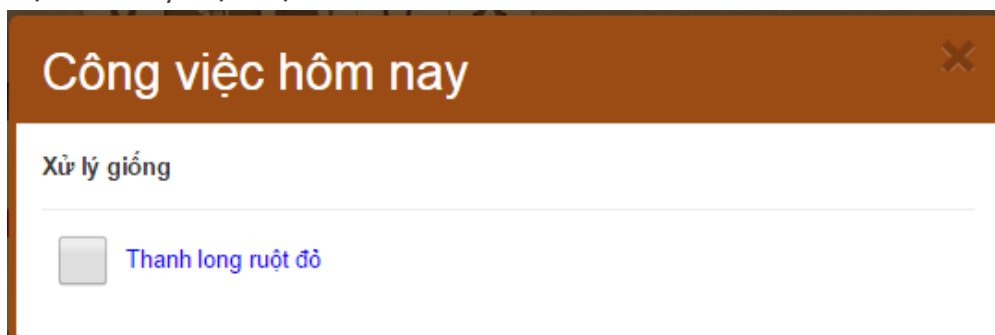 Công việc hôm nay
Xử lý giống
Thanh long ruột đỏ